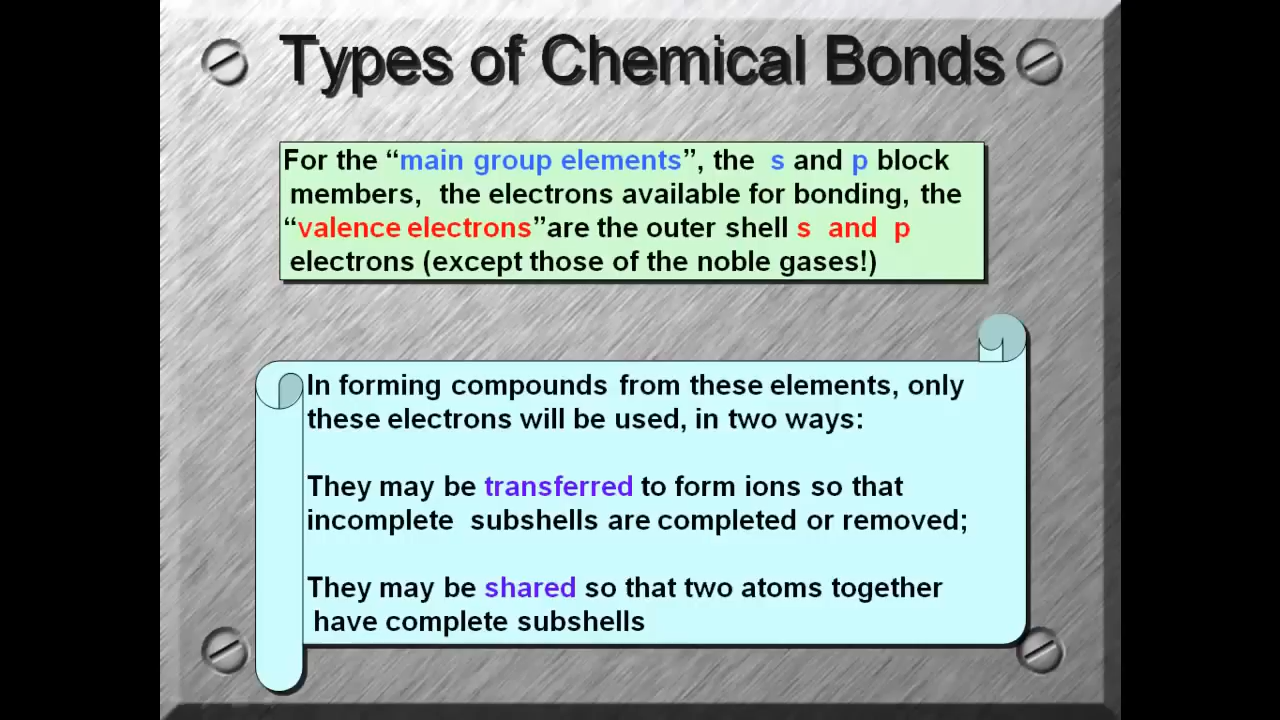 Types of Chemical Bonds
For the “main group elements”, the s and p block
members, the electrons available for bonding, the
“valence electrons”are the outer shell s and p
electrons (except those of the noble gases!)
In forming compounds from these elements, only
these electrons will be used, in two ways:
They may be transferred to form ions so that
incomplete subshells are completed or removed;
They may be shared so that two atoms together
have complete subshells